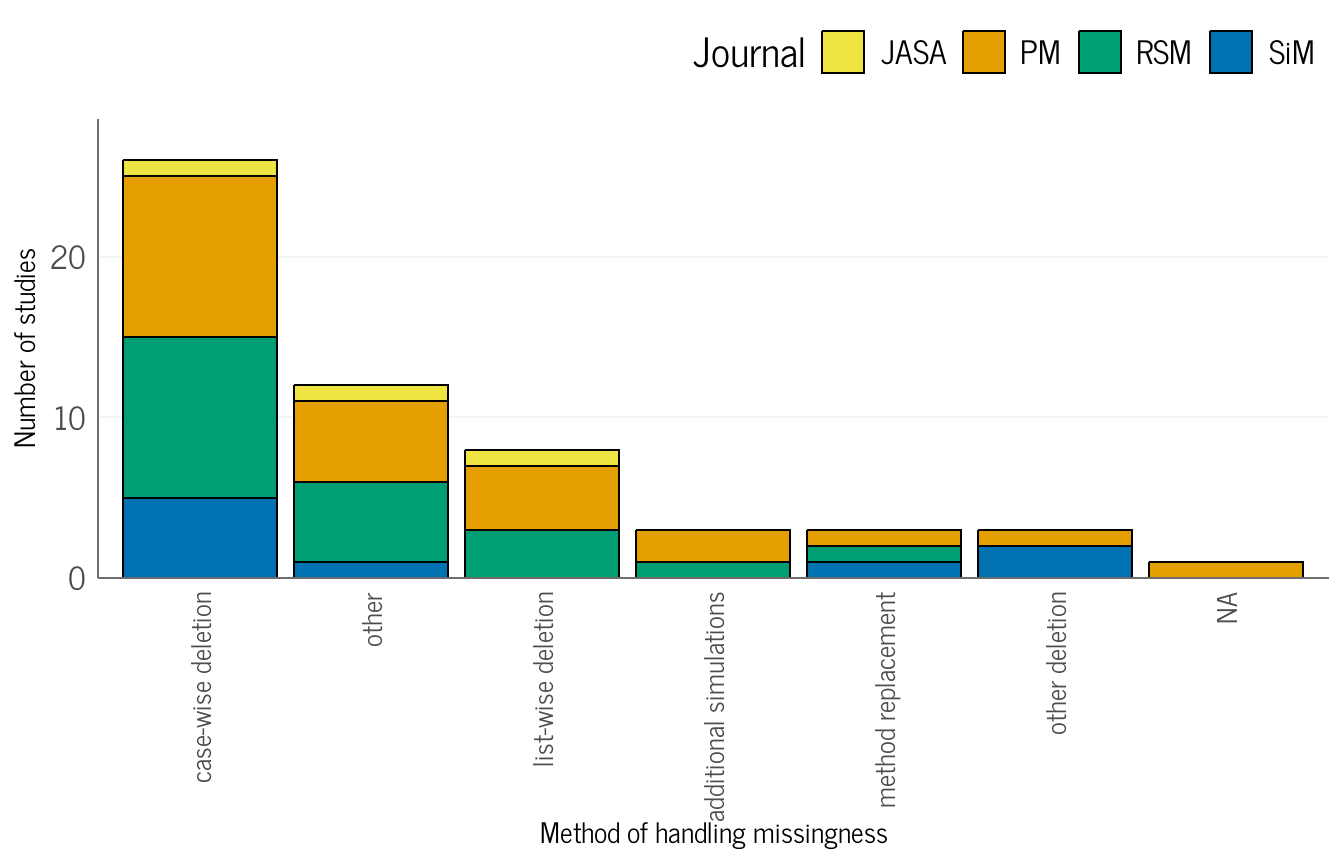 Journal JASA PM RSM SiM
Number of studies
20
10
0
case-wise deletion
other
list-wise deletion
additional simulations
method replacement
other deletion
NA
Method of handling missingness